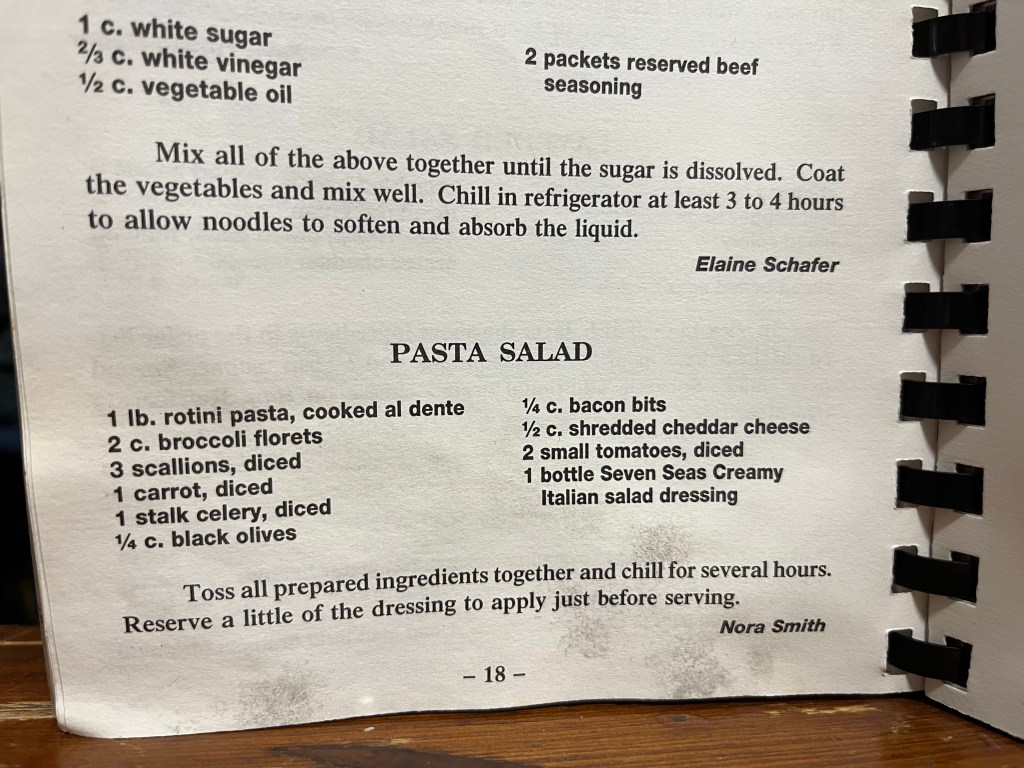 1 c. white sugar
⅔ c. white vinegar
½ c. vegetable oil
2 packets reserved beef
seasoning
Mix all of the above together until the sugar is dissolved. Coat
the vegetables and mix well. Chill in refrigerator at least 3 to 4 hours
to allow noodles to soften and absorb the liquid.
Elaine Schafer
PASTA SALAD
1 lb. rotini pasta, cooked al dente
2 c. broccoli florets
3 scallions, diced
1 carrot, diced
1 stalk celery, diced
¼ c. black olives
¼ c. bacon bits
½ c. shredded cheddar cheese
2 small tomatoes, diced
1 bottle Seven Seas Creamy
Italian salad dressing
Toss all prepared ingredients together and chill for several hours.
Reserve a little of the dressing to apply just before serving.
Nora Smith
– 18 –